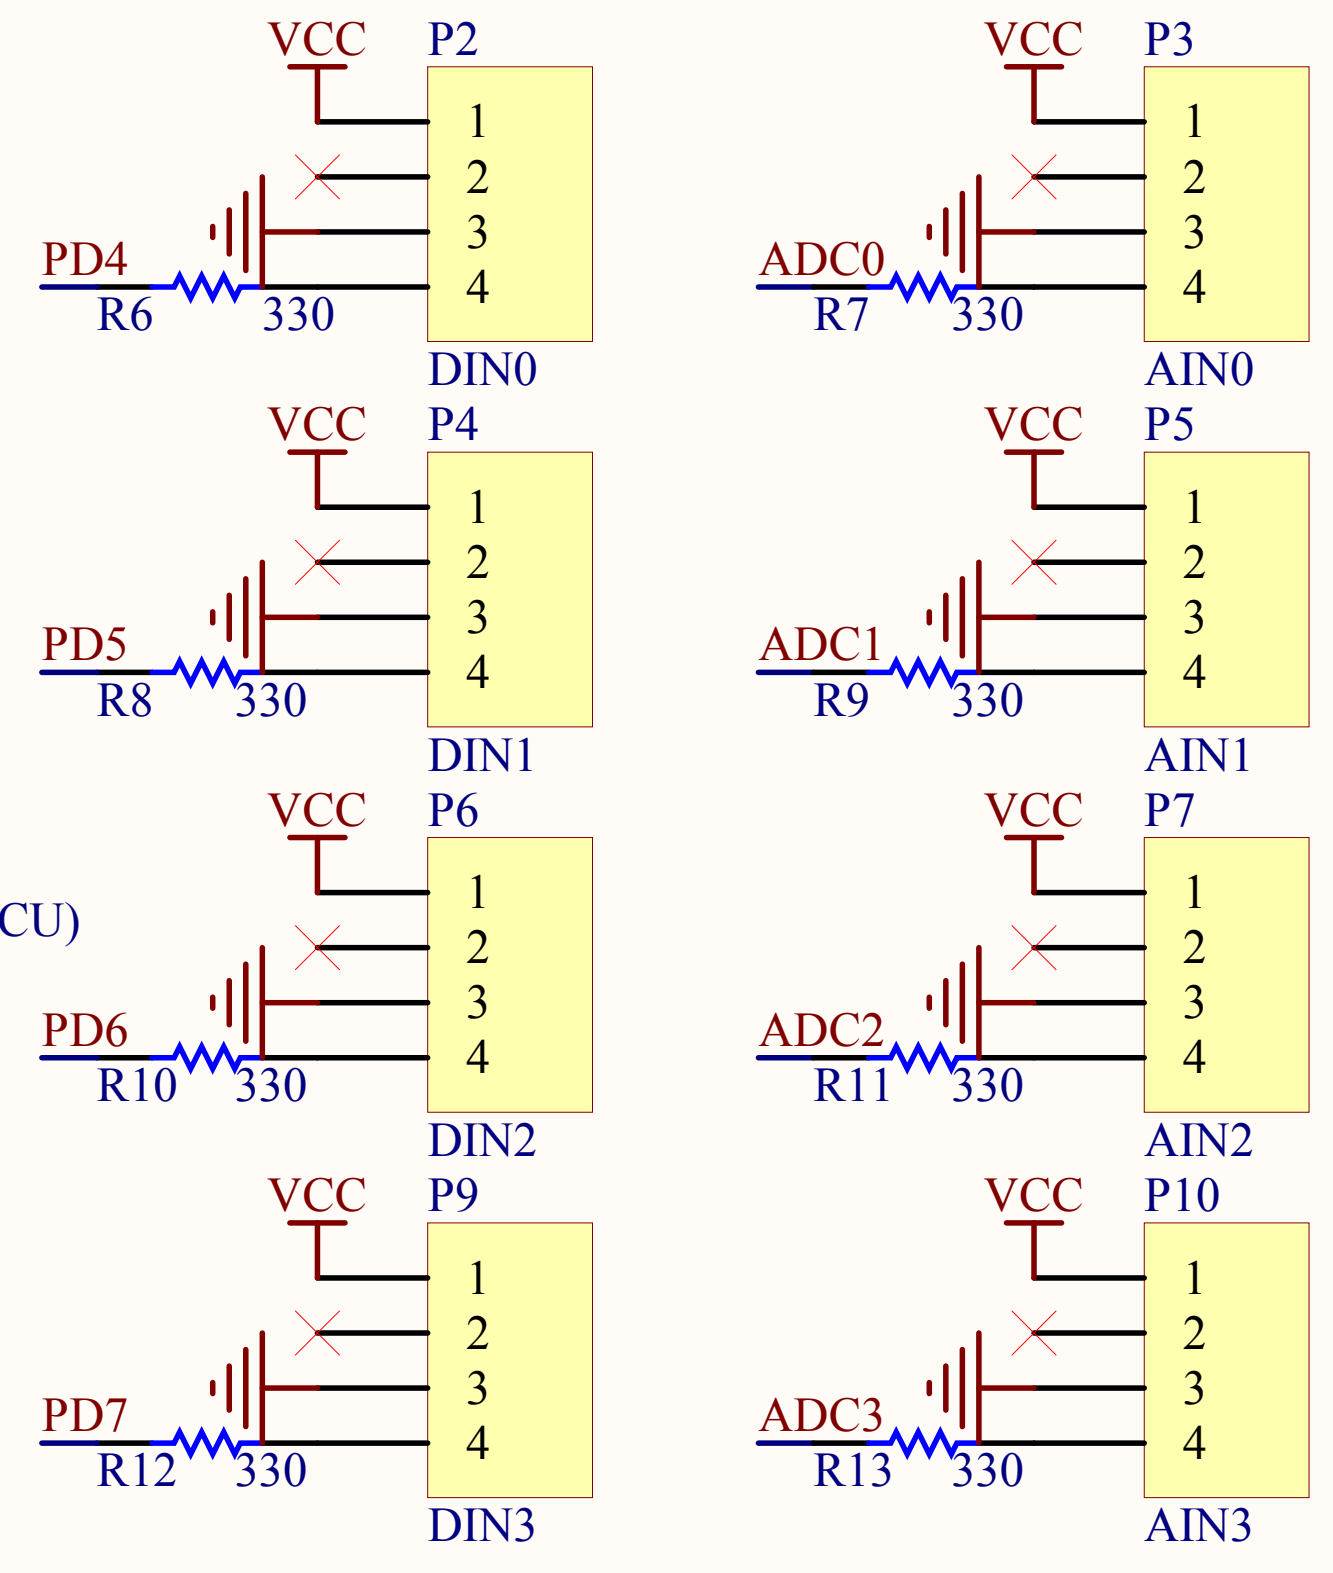 VCC P2 VCC P3
1 1
2 2
3 3
PD4 4 ADC0 4
R6 330 R7 330
DIN0 AIN0
VCC P4 VCC P5
1 1
2 2
3 3
PD5 4 ADC1 4
R8 330 R9 330
DIN1 AIN1
VCC P6 VCC P7
1 1
CU)
2 2
3 3
PD6 4 ADC2 4
R10 330 R11 330
DIN2 AIN2
VCC P9 VCC P10
1 1
2 2
3 3
PD7 4 ADC3 4
R12 330 R13 330
DIN3 AIN3